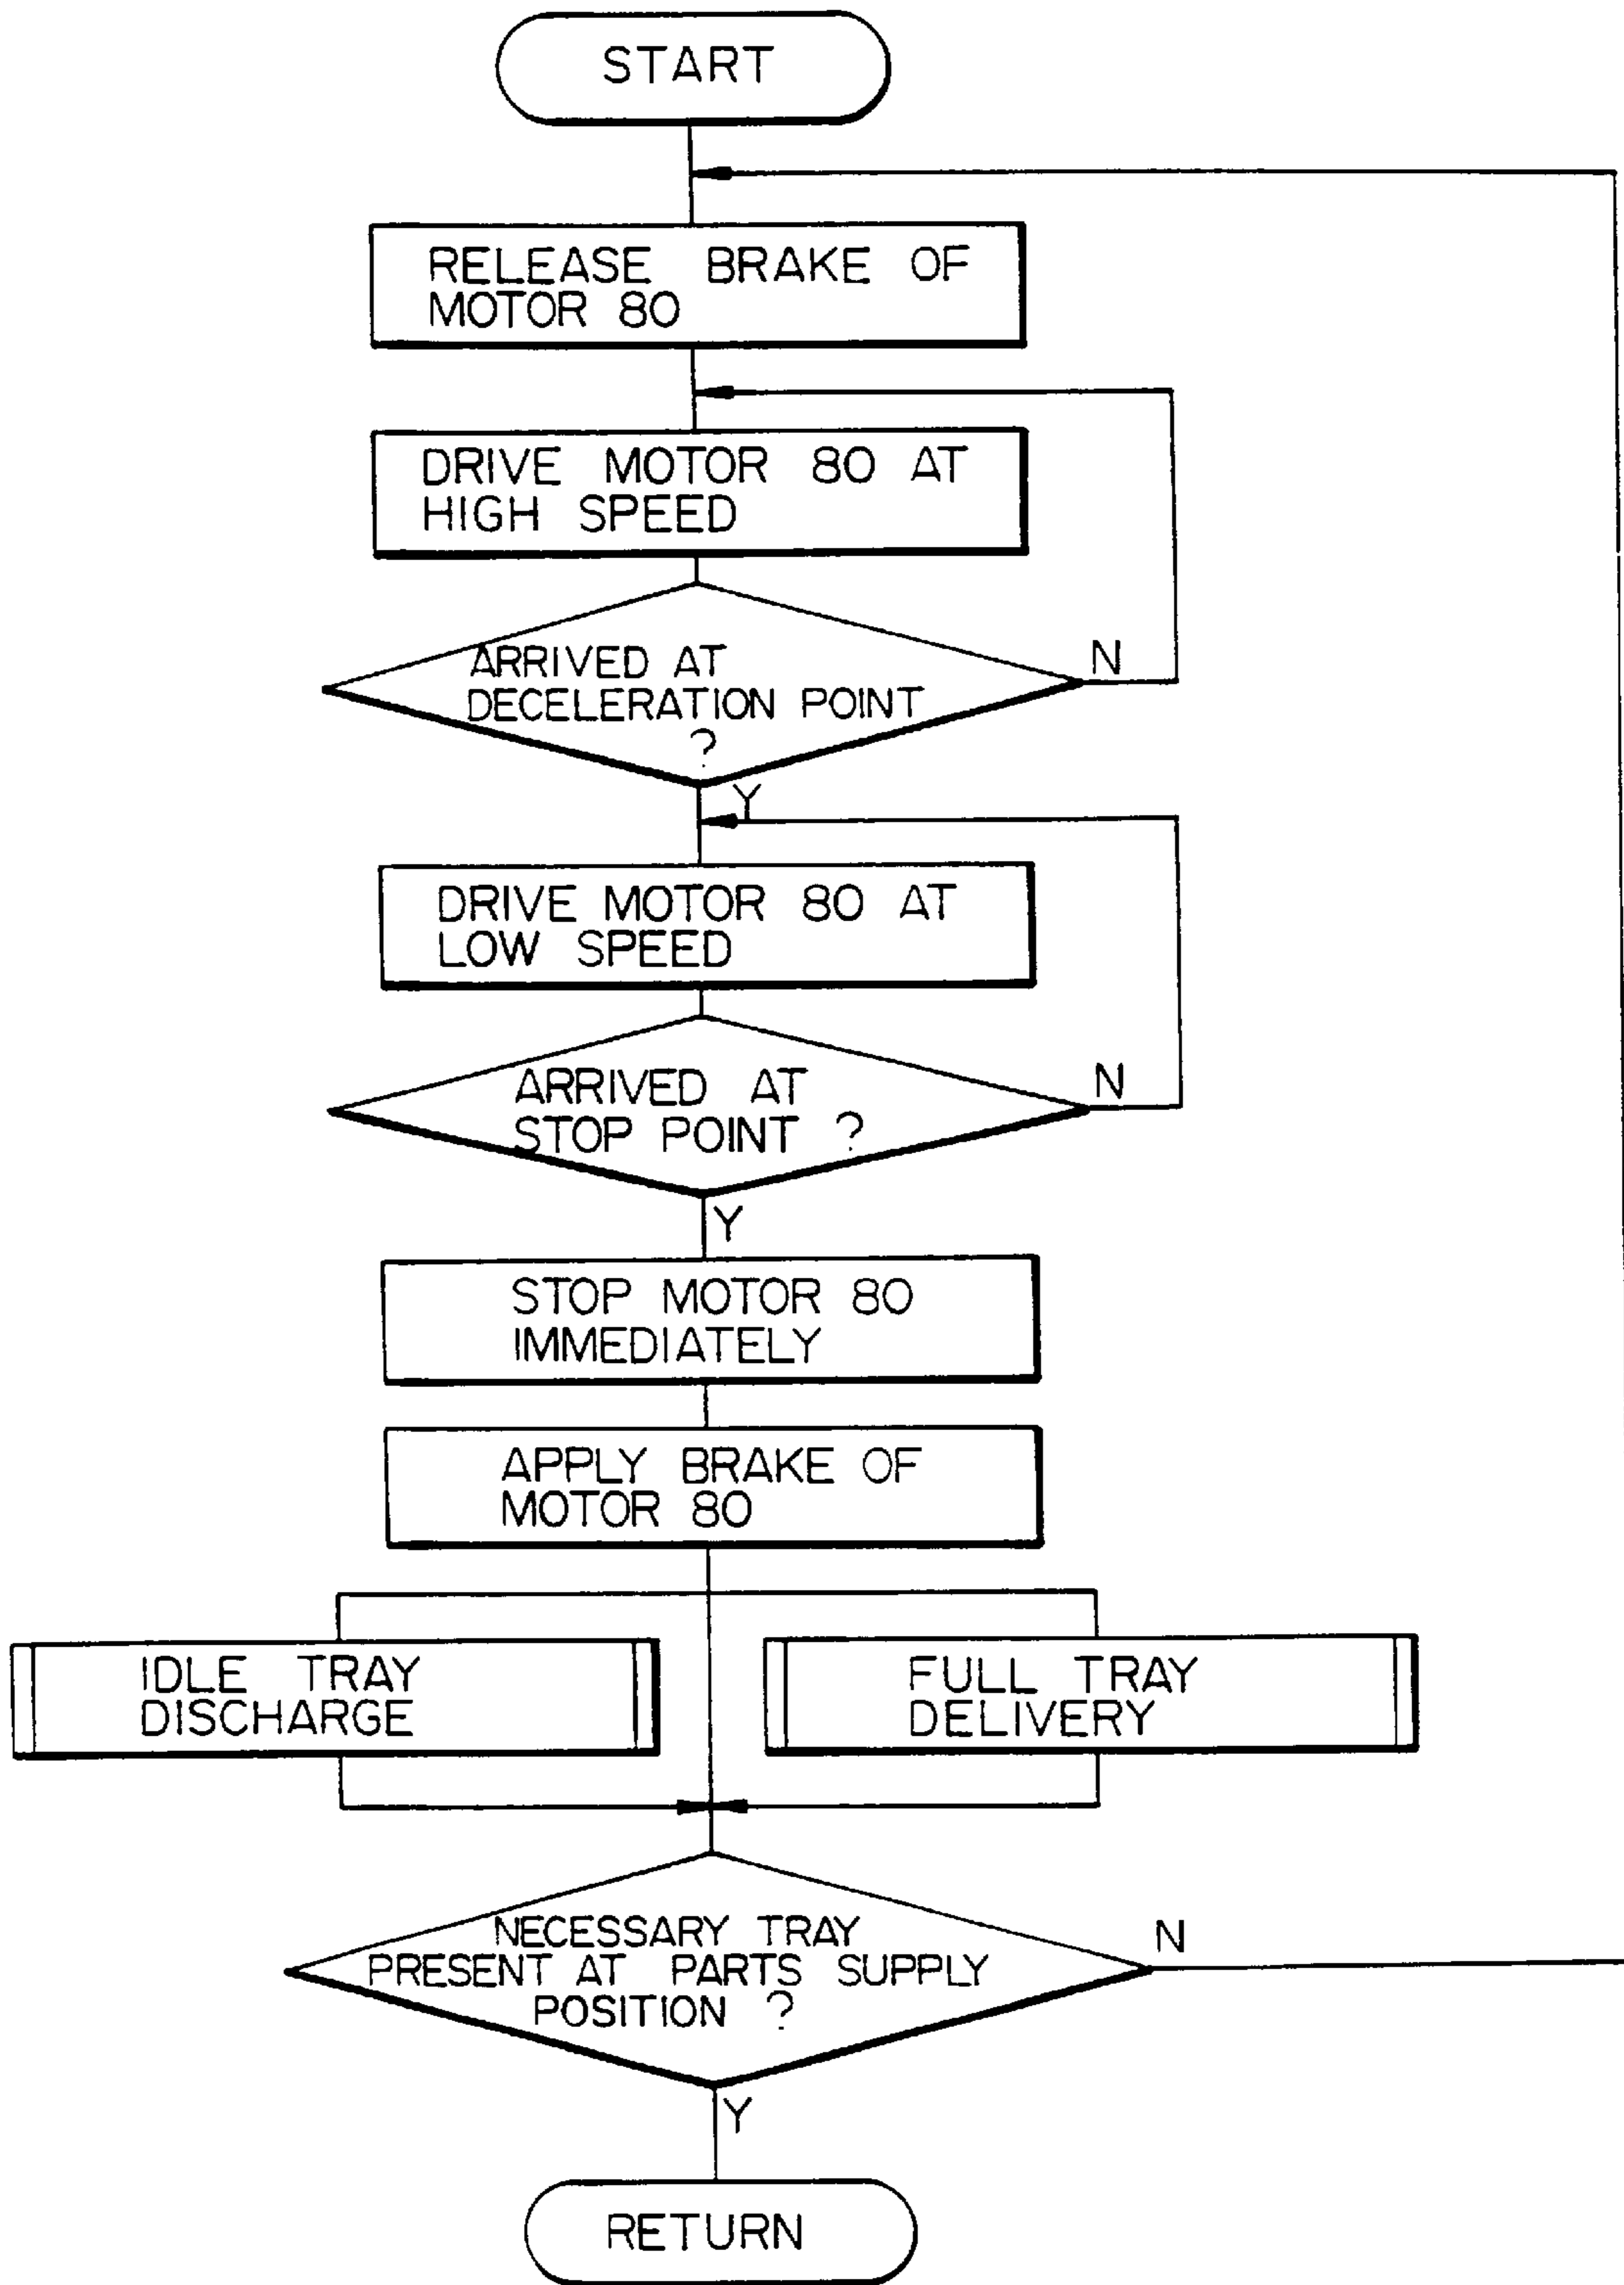 START
RELEASE BRAKE OF
MOTOR 80
DRIVE MOTOR 80 AT
HIGH SPEED
ARRIVED AT
DECELERATION POINT
?
N
Y
DRIVE MOTOR 80 AT
LOW SPEED
ARRIVED AT
STOP POINT ?
N
Y
STOP MOTOR 80
IMMEDIATELY
APPLY BRAKE OF
MOTOR 80
IDLE TRAY
DISCHARGE
FULL TRAY
DELIVERY
NECESSARY TRAY
PRESENT AT PARTS SUPPLY
POSITION ?
N
Y
RETURN